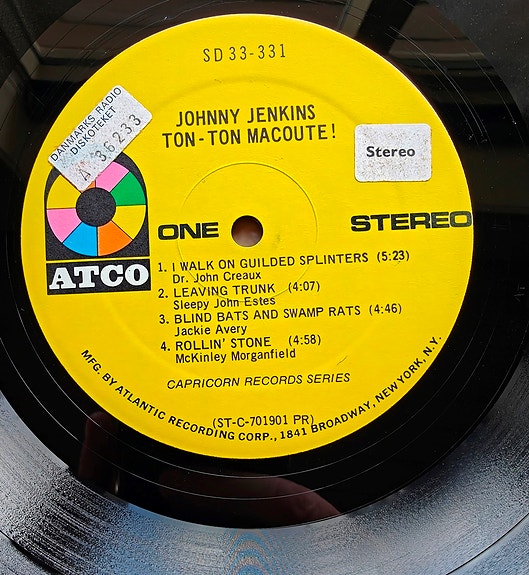 SD 33-331
JOHNNY JENKINS
TON-TON MACOUTE!
DANMARKS RADIO
DISKOTEKET
A 36233
Stereo
ATCO
ONE
STEREO
1. I WALK ON GUILDED SPLINTERS (5:23)
Dr. John Creaux
2. LEAVING TRUNK (4:07)
Sleepy John Estes
3. BLIND BATS AND SWAMP RATS (4:46)
Jackie Avery
4. ROLLIN' STONE (4:58)
McKinley Morganfield
CAPRICORN RECORDS SERIES
(ST-C-701901 PR)
MFG. BY ATLANTIC RECORDING CORP., 1841 BROADWAY, NEW YORK, N.Y.